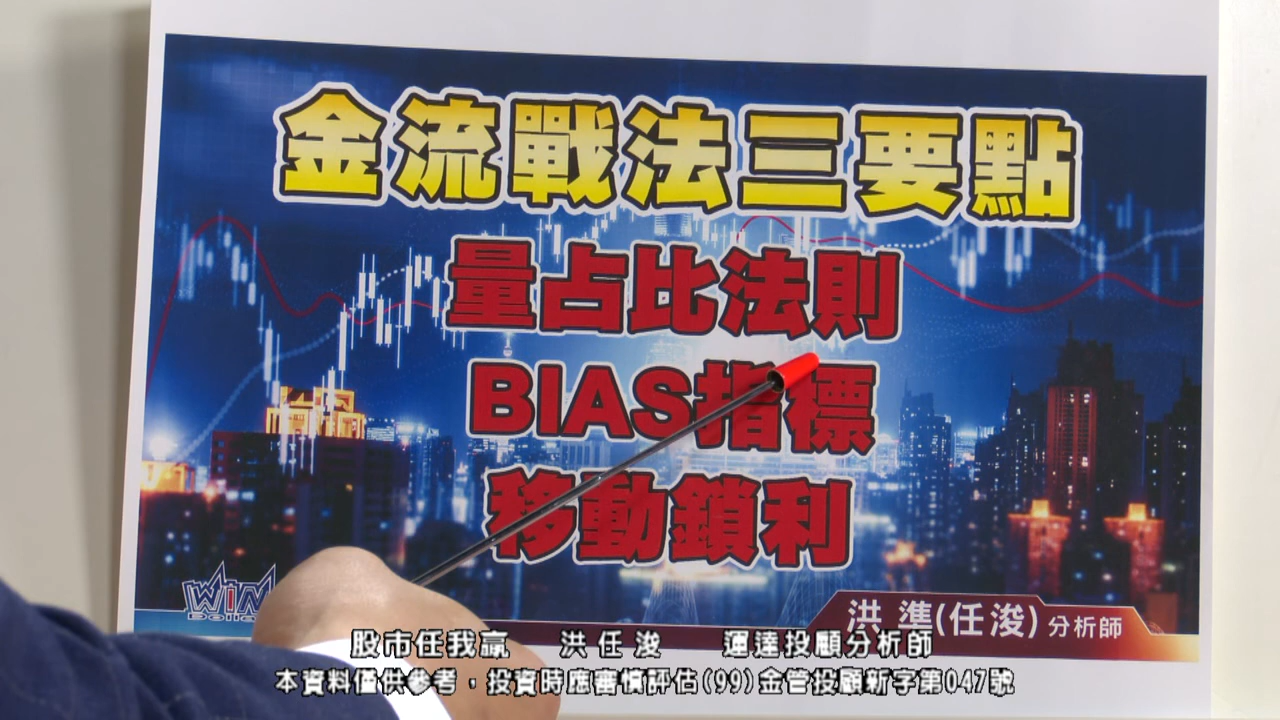 金流戰法三要點
量占比法則
BIAS指標
移動鎖利
WIN
洪 準(任浚) 分析師
股市任我贏 洪任浚 運達投顧分析師
本資料僅供參考，投資時應審慎評估(99)金管投顧新字第047號